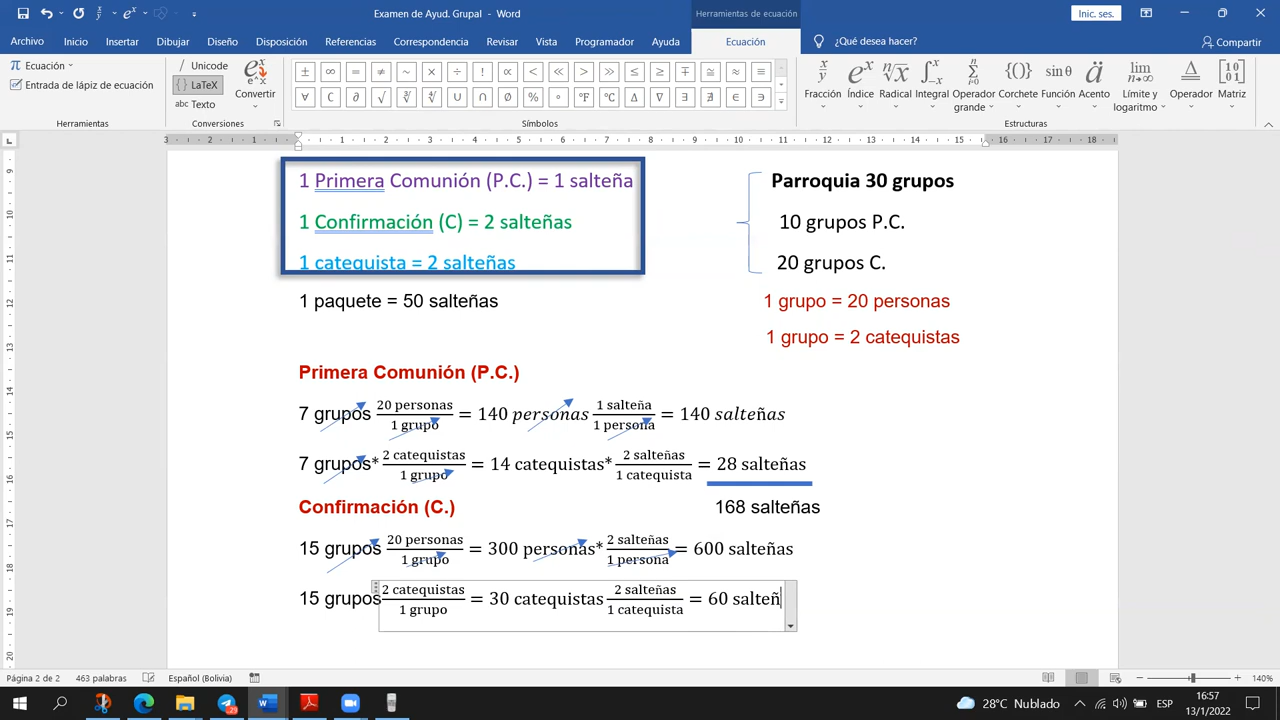 Examen de Ayud. Grupal - Word
Herramientas de ecuación
Inic. ses.
Archivo Inicio Insertar Dibujar Diseño Disposición Referencias Correspondencia Revisar Vista Programador Ayuda Ecuación ¿Qué desea hacer? Compartir
Ecuación
Entrada de lápiz de ecuación
Unicode
LaTeX
abc Texto
Convertir
Fracción Índice Radical Integral Operador grande Corchete Función Acento Límite y logaritmo Operador Matriz
Herramientas Conversiones Símbolos Estructuras
1 Primera Comunión (P.C.) = 1 salteña
1 Confirmación (C) = 2 salteñas
1 catequista = 2 salteñas
1 paquete = 50 salteñas
Parroquia 30 grupos
10 grupos P.C.
20 grupos C.
1 grupo = 20 personas
1 grupo = 2 catequistas
Primera Comunión (P.C.)
7 grupos 20 personas/1 grupo = 140 personas 1 salteña/1 persona = 140 salteñas
7 grupos* 2 catequistas/1 grupo = 14 catequistas* 2 salteñas/1 catequista = 28 salteñas
Confirmación (C.) 168 salteñas
15 grupos 20 personas/1 grupo = 300 personas* 2 salteñas/1 persona = 600 salteñas
15 grupos 2 catequistas/1 grupo = 30 catequistas 2 salteñas/1 catequista = 60 salteñ
Página 2 de 2 463 palabras Español (Bolivia) 140%
28°C Nublado ESP 16:57
13/1/2022